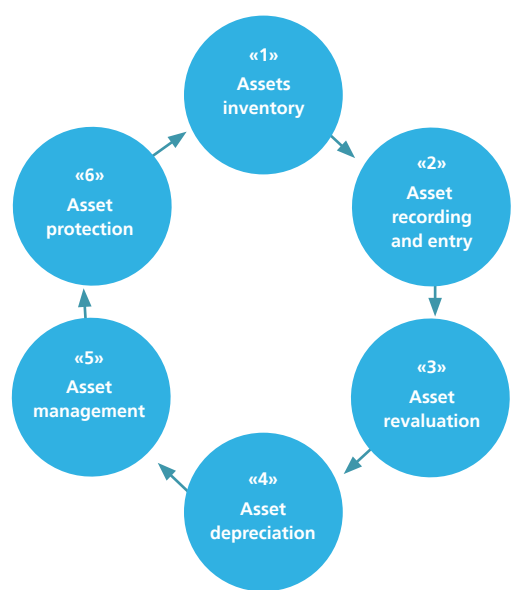 «1»
Assets
inventory
«2»
Asset
recording
and entry
«3»
Asset
revaluation
«4»
Asset
depreciation
«5»
Asset
management
«6»
Asset
protection